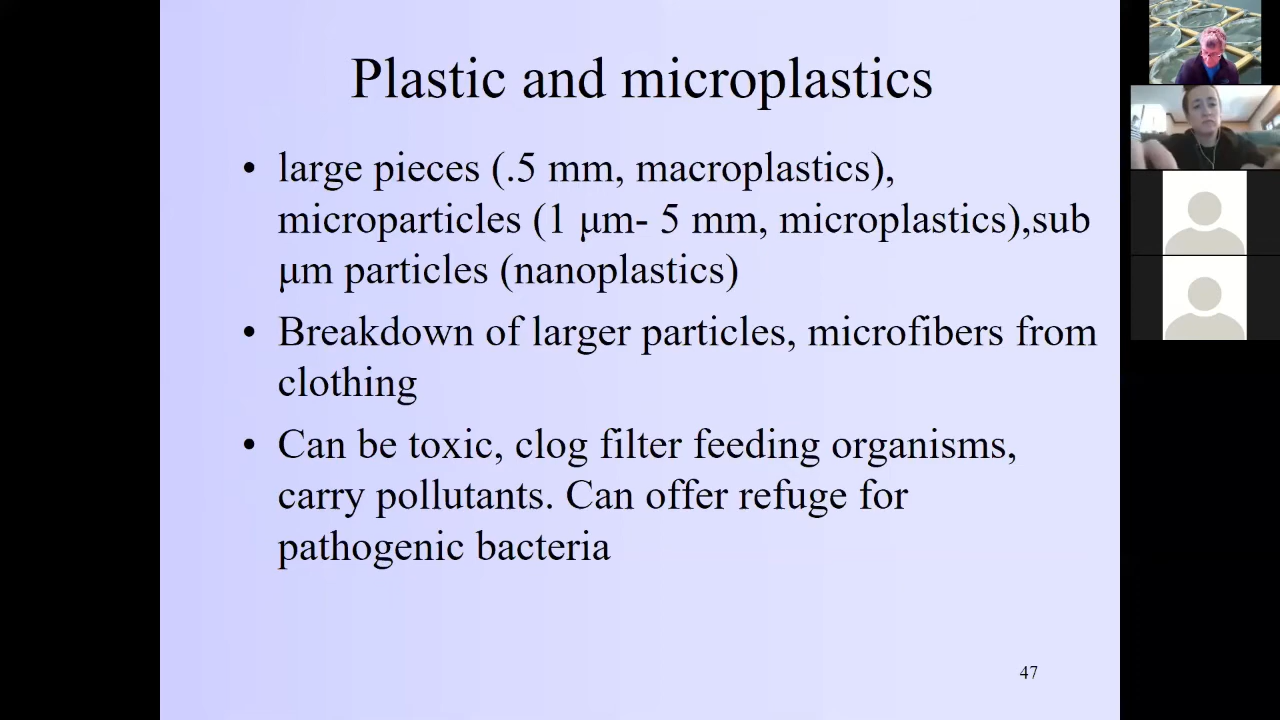 Plastic and microplastics
• large pieces (.5 mm, macroplastics),
microparticles (1 μm- 5 mm, microplastics),sub
μm particles (nanoplastics)
• Breakdown of larger particles, microfibers from
clothing
• Can be toxic, clog filter feeding organisms,
carry pollutants. Can offer refuge for
pathogenic bacteria
47